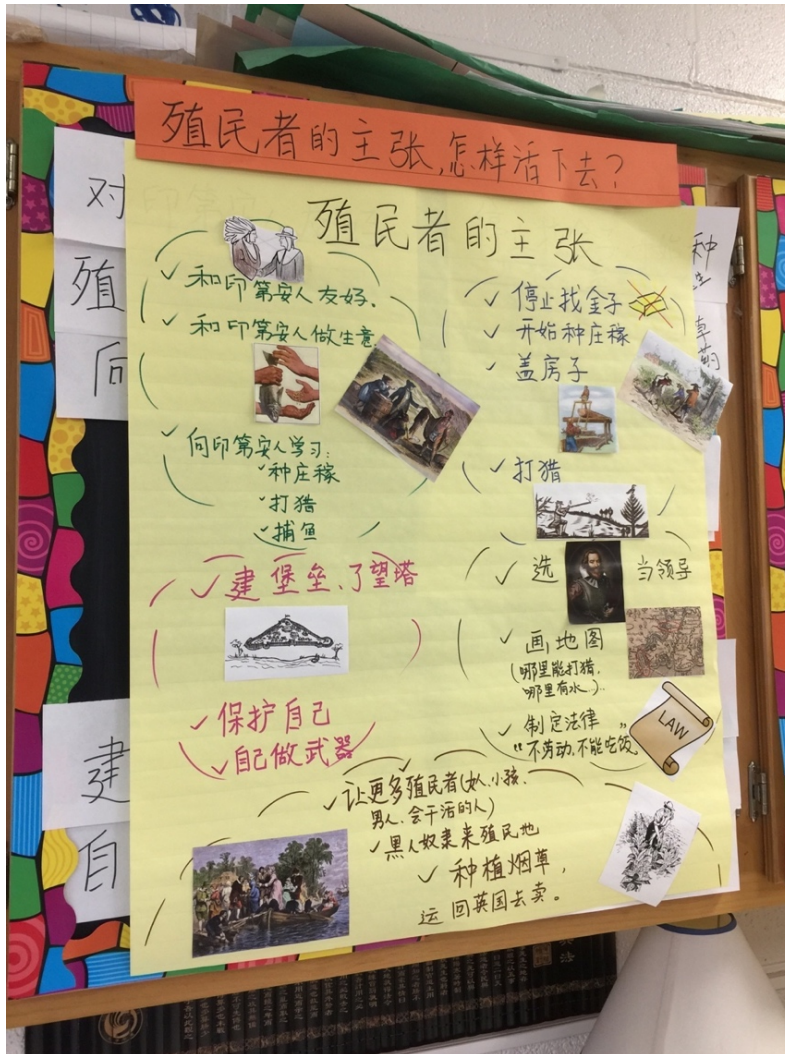 殖民者的主张,怎样活下去?
殖民者的主张
✓ 和印第安人友好.
✓ 和印第安人做生意
✓ 向印第安人学习:
✓ 种庄稼
✓ 打猎
✓ 捕鱼
✓ 建堡垒、了望塔
✓ 保护自己
✓ 自己做武器
✓ 停止找金子
✓ 开始种庄稼
✓ 盖房子
✓ 打猎
✓ 选 当领导
✓ 画地图
(哪里能打猎.
哪里有水.)
✓ 制定法律
"不劳动,不能吃饭"
LAW
✓ 让更多殖民者(女人.小孩.
男人.会干活的人)
✓ 黑人奴隶来殖民地
✓ 种植烟草,
运回英国去卖。
对
殖
向
建
自
种
草药